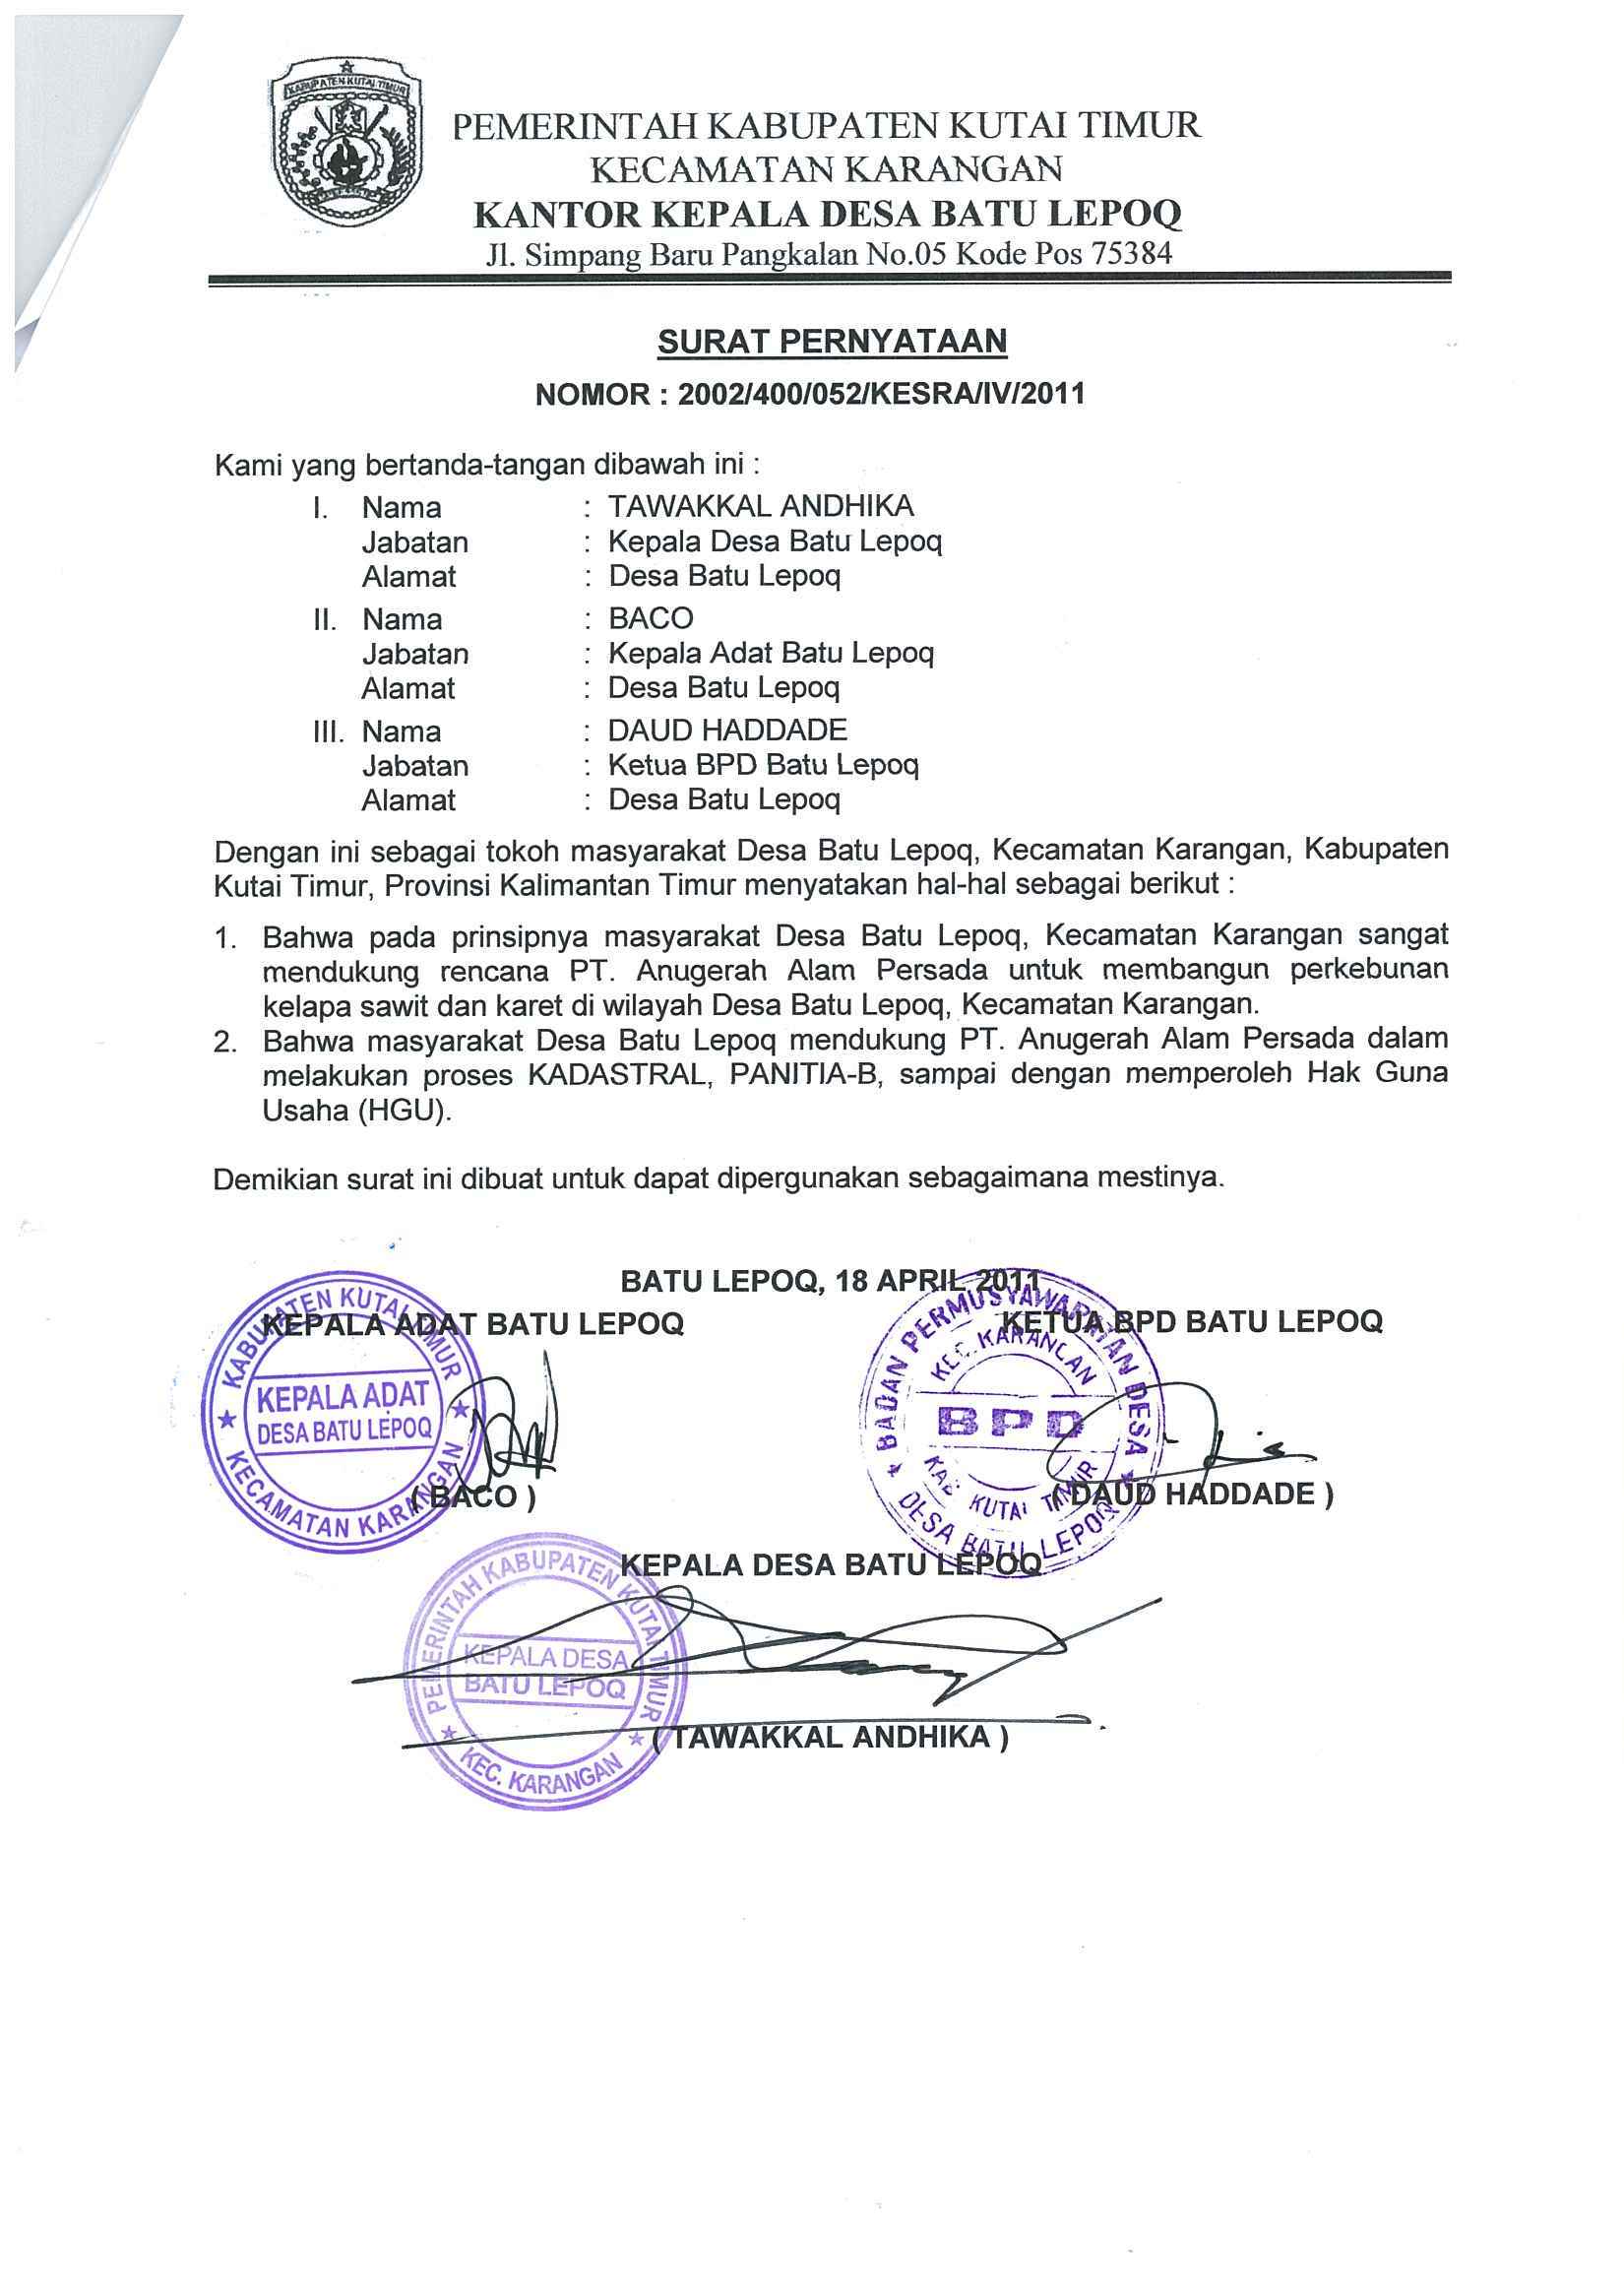 KABUPATEN KUTAI TIMUR
PEMERINTAH KABUPATEN KUTAI TIMUR
KECAMATAN KARANGAN
KANTOR KEPALA DESA BATU LEPOQ
Jl. Simpang Baru Pangkalan No.05 Kode Pos 75384
SURAT PERNYATAAN
NOMOR : 2002/400/052/KESRA/IV/2011
Kami yang bertanda-tangan dibawah ini :
I. Nama : TAWAKKAL ANDHIKA
Jabatan : Kepala Desa Batu Lepoq
Alamat : Desa Batu Lepoq
II. Nama : BACO
Jabatan : Kepala Adat Batu Lepoq
Alamat : Desa Batu Lepoq
III. Nama : DAUD HADDADE
Jabatan : Ketua BPD Batu Lepoq
Alamat : Desa Batu Lepoq
Dengan ini sebagai tokoh masyarakat Desa Batu Lepoq, Kecamatan Karangan, Kabupaten
Kutai Timur, Provinsi Kalimantan Timur menyatakan hal-hal sebagai berikut :
1. Bahwa pada prinsipnya masyarakat Desa Batu Lepoq, Kecamatan Karangan sangat
mendukung rencana PT. Anugerah Alam Persada untuk membangun perkebunan
kelapa sawit dan karet di wilayah Desa Batu Lepoq, Kecamatan Karangan.
2. Bahwa masyarakat Desa Batu Lepoq mendukung PT. Anugerah Alam Persada dalam
melakukan proses KADASTRAL, PANITIA-B, sampai dengan memperoleh Hak Guna
Usaha (HGU).
Demikian surat ini dibuat untuk dapat dipergunakan sebagaimana mestinya.
BATU LEPOQ, 18 APRIL 2011
KEPALA ADAT BATU LEPOQ
KETUA BPD BATU LEPOQ
KABUPATEN KUTAI TIMUR
KEPALA ADAT
DESA BATU LEPOQ
KECAMATAN KARANGAN
BADAN PERMUSYAWARATAN DESA
KEC. KARANGAN
BPD
KAB. KUTAI TIMUR
DESA BATU LEPOQ
( BACO )
( DAUD HADDADE )
KEPALA DESA BATU LEPOQ
PEMERINTAH KABUPATEN KUTAI TIMUR
KEPALA DESA
BATU LEPOQ
KEC. KARANGAN
( TAWAKKAL ANDHIKA )